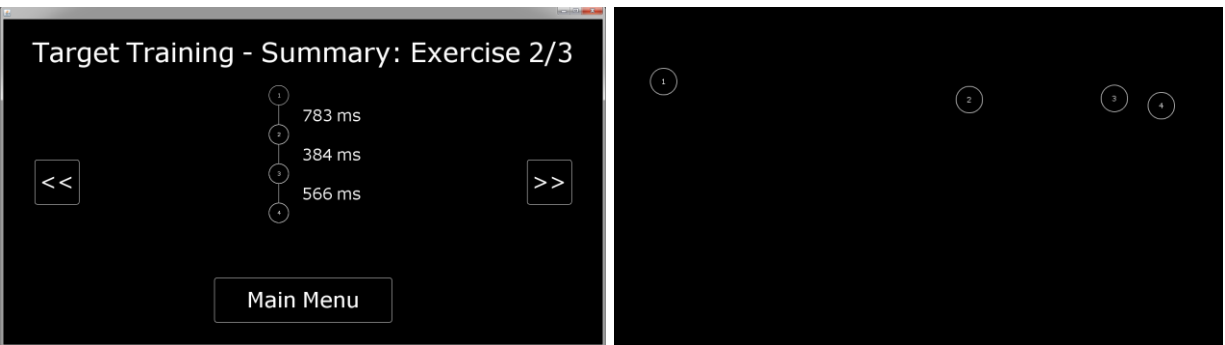 Target Training - Summary: Exercise 2/3
1
783 ms
2
384 ms
3
566 ms
4
<<
>>
Main Menu
1
2
3
4